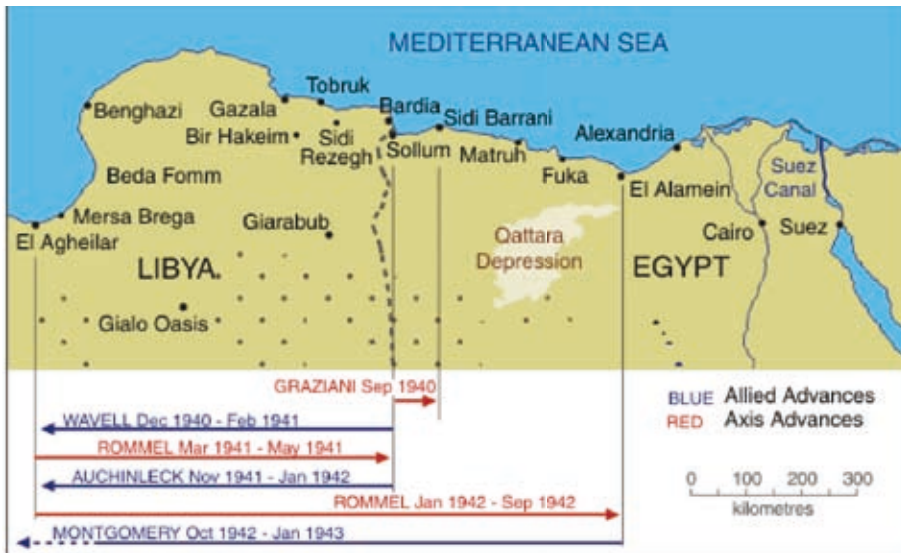 MEDITERRANEAN SEA
Tobruk
Benghazi
Gazala
Bardia
Sidi Barrani
Alexandria
Bir Hakeim
Sidi
Rezegh
Sollum
Matruh
Suez
Canal
Beda Fomm
Fuka
El Alamein
Mersa Brega
Giarabub
El Agheilar
Qattara
Depression
Cairo
Suez
LIBYA
EGYPT
Gialo Oasis
GRAZIANI Sep 1940
WAVELL Dec 1940 - Feb 1941
ROMMEL Mar 1941 - May 1941
AUCHINLECK Nov 1941 - Jan 1942
ROMMEL Jan 1942 - Sep 1942
MONTGOMERY Oct 1942 - Jan 1943
BLUE Allied Advances
RED Axis Advances
0 100 200 300
kilometres